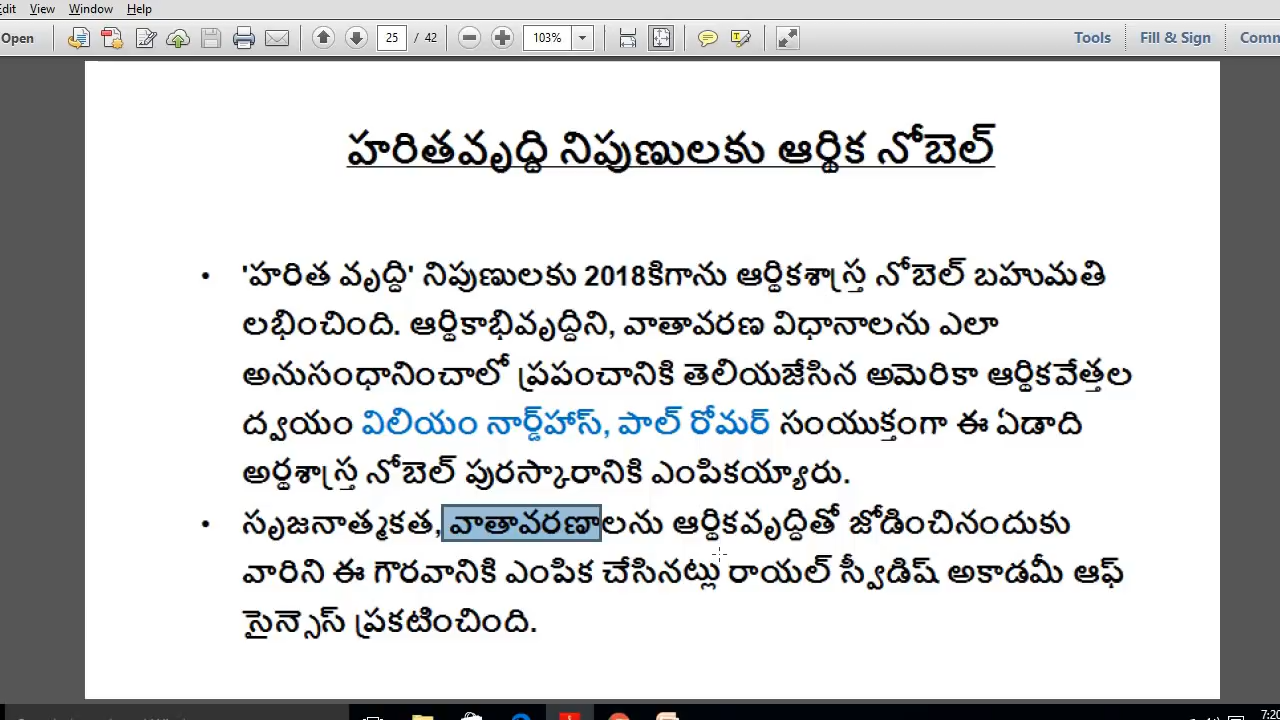 Edit View Window Help
Open 25 / 42 103% Tools Fill & Sign
హరితవృద్ది నిపుణులకు ఆర్థిక నోబెల్
• 'హరిత వృద్ది' నిపుణులకు 2018కిగాను ఆర్థికశాస్త్ర నోబెల్ బహుమతి
లభించింది. ఆర్థికాభివృద్దిని, వాతావరణ విధానాలను ఎలా
అనుసంధానించాలో ప్రపంచానికి తెలియజేసిన అమెరికా ఆర్థికవేత్తల
ద్వయం విలియం నార్డ్‌హాస్, పాల్ రోమర్ సంయుక్తంగా ఈ ఏడాది
అర్థశాస్త్ర నోబెల్ పురస్కారానికి ఎంపికయ్యారు.
• సృజనాత్మకత, వాతావరణాలను ఆర్థికవృద్దితో జోడించినందుకు
వారిని ఈ గౌరవానికి ఎంపిక చేసినట్లు రాయల్ స్వీడిష్ అకాడమీ ఆఫ్
సైన్సెస్ ప్రకటించింది.
7:20